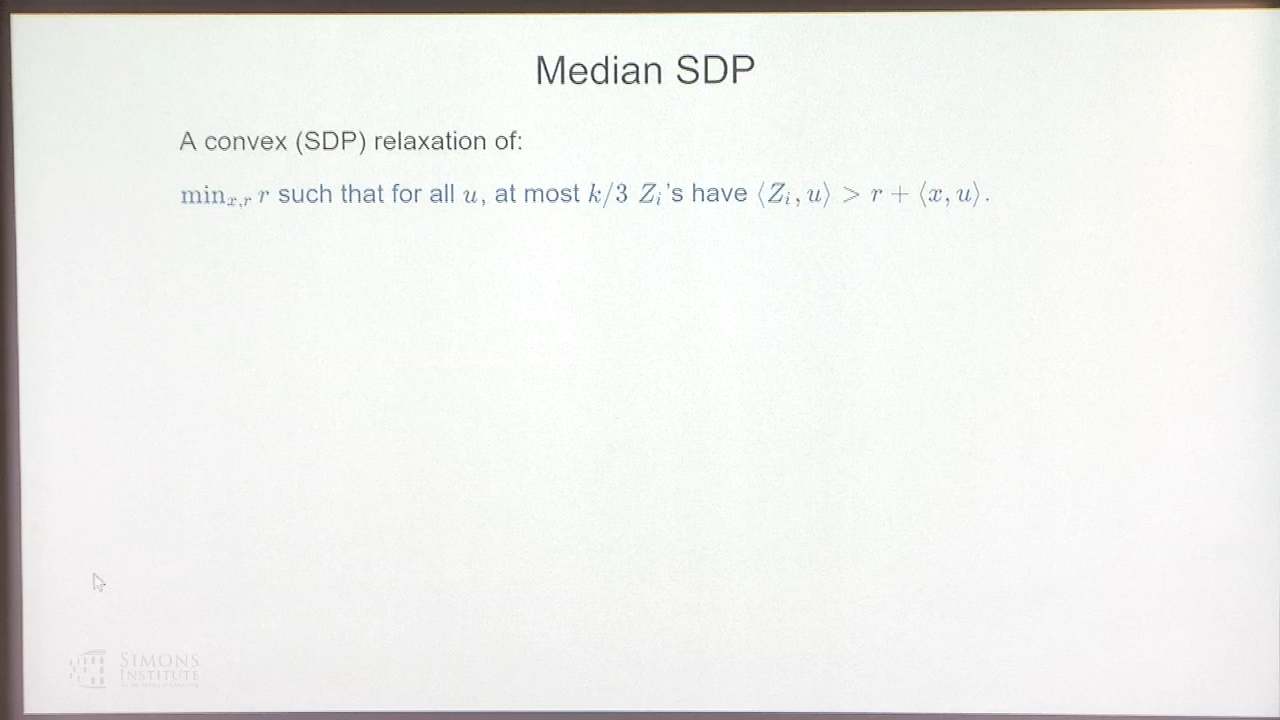 Median SDP
A convex (SDP) relaxation of:
min_{x,r} r such that for all u, at most k/3 Z_i's have ⟨Z_i, u⟩ > r + ⟨x, u⟩.
SIMONS
INSTITUTE